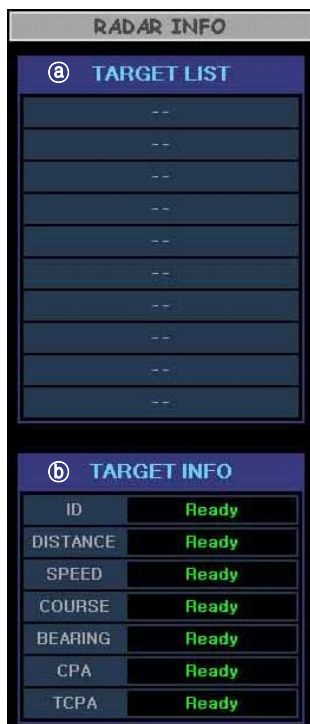 RADAR INFO
ⓐ TARGET LIST
--
--
--
--
--
--
--
--
--
--
ⓑ TARGET INFO
ID Ready
DISTANCE Ready
SPEED Ready
COURSE Ready
BEARING Ready
CPA Ready
TCPA Ready